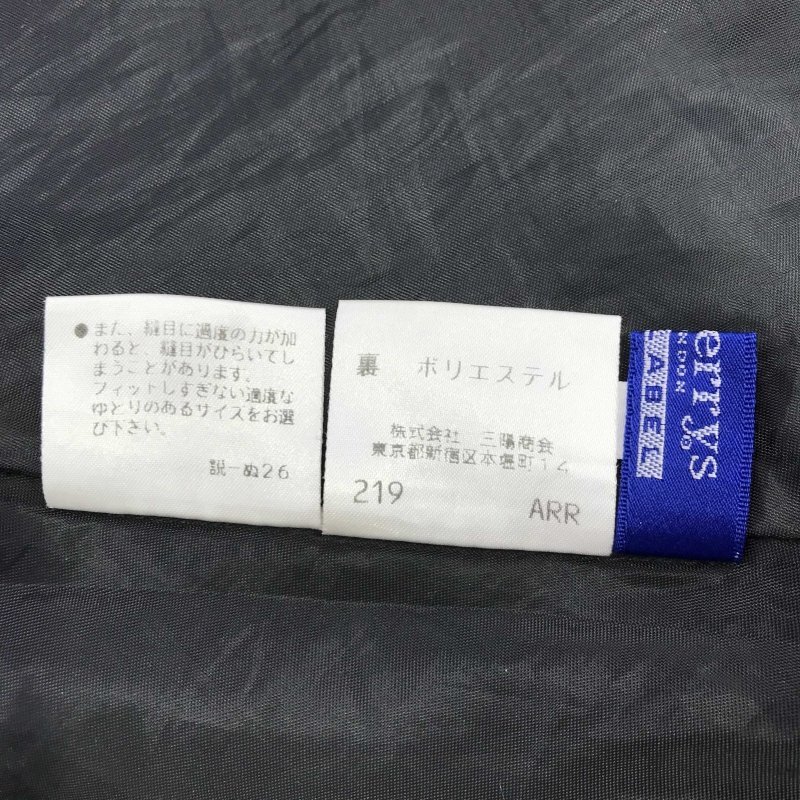 ●また、縫目に過度の力が加
わると、縫目がひらいてし
まうことがあります。
フィットしすぎない適度な
ゆとりのあるサイズをお選
び下さい。
説-ぬ26
裏 ポリエステル
株式会社 三陽商会
東京都新宿区本塩町14
219 ARR
errys
NDON
LABEL